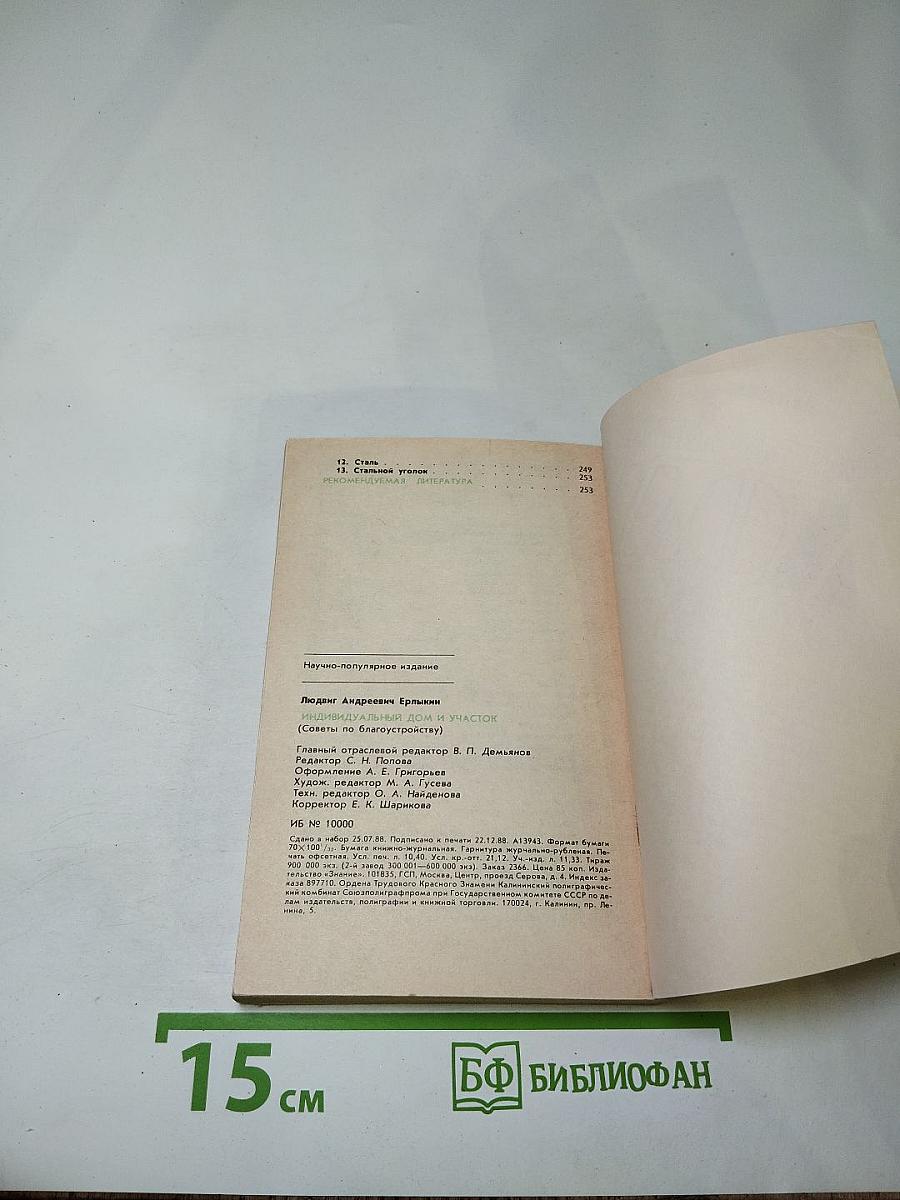 12. Сталь . . . . . . . . . . . . . . . . . 249
13. Стальной уголок . . . . . . . . . . . . . 253
РЕКОМЕНДУЕМАЯ ЛИТЕРАТУРА . . . . . . . . . 253
Научно-популярное издание
Людвиг Андреевич Ерлыкин
ИНДИВИДУАЛЬНЫЙ ДОМ И УЧАСТОК
(Советы по благоустройству)
Главный отраслевой редактор В. П. Демьянов
Редактор С. Н. Попова
Оформление А. Е. Григорьев
Худож. редактор М. А. Гусева
Техн. редактор О. А. Найденова
Корректор Е. К. Шарикова
ИБ № 10000
Сдано в набор 25.07.88. Подписано к печати 22.12.88. А13943. Формат бумаги
70×100 1/32. Бумага книжно-журнальная. Гарнитура журнально-рубленая. Пе-
чать офсетная. Усл. печ. л. 10,40. Усл. кр.-отт. 21,12. Уч.-изд. л. 11,33. Тираж
900 000 экз. (2-й завод 300 001—600 000 экз.). Заказ 2366. Цена 85 коп. Изда-
тельство «Знание». 101835, ГСП, Москва, Центр, проезд Серова, д. 4. Индекс за-
каза 897710. Ордена Трудового Красного Знамени Калининский полиграфичес-
кий комбинат Союзполиграфпрома при Государственном комитете СССР по де-
лам издательств, полиграфии и книжной торговли. 170024, г. Калинин, пр. Ле-
нина, 5.
15 см
БФ БИБЛИОФАН